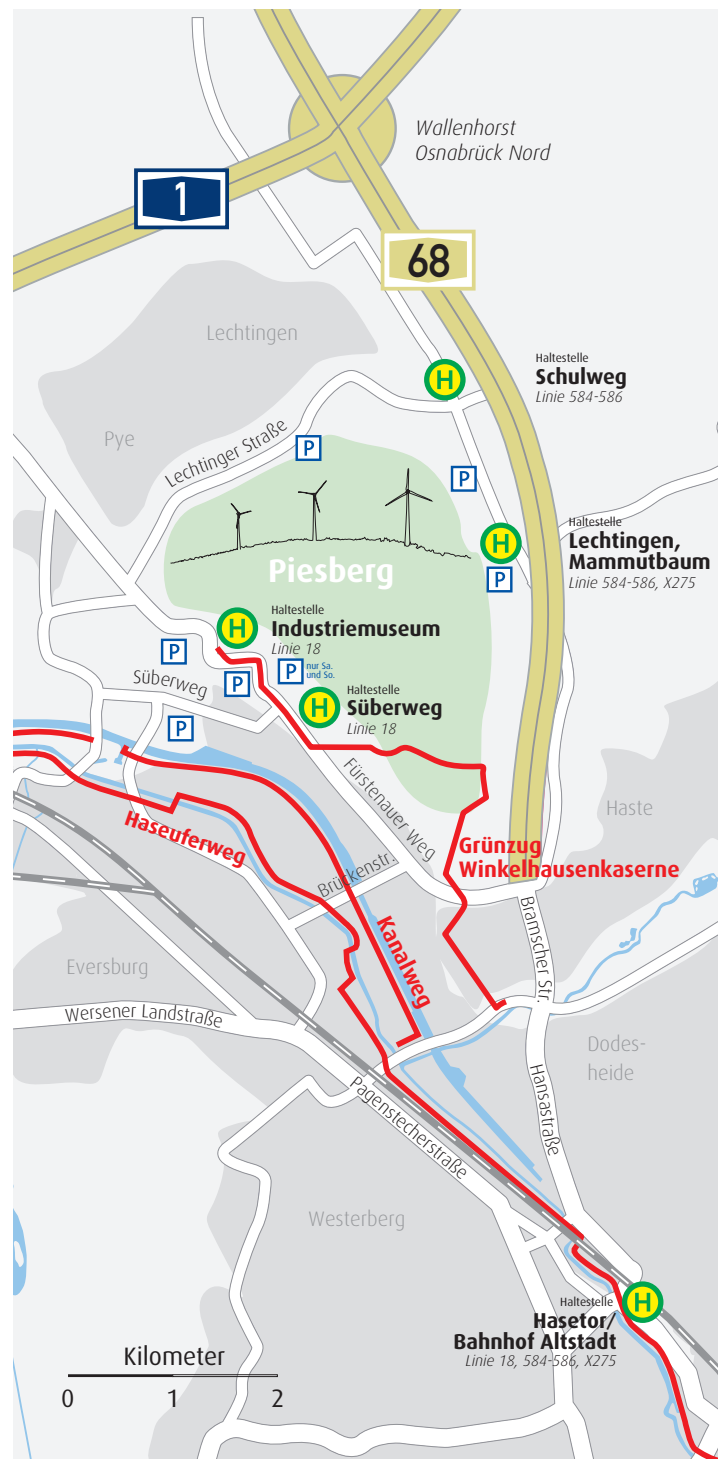 Wallenhorst
Osnabrück Nord
1
68
Lechtingen
Haltestelle
Schulweg
Linie 584-586
H
Pye
Lechtinger Straße
P
P
Haltestelle
Lechtingen,
Mammutbaum
Linie 584-586, X275
H
P
Piesberg
Haltestelle
Industriemuseum
Linie 18
H
P
P
P
nur Sa.
und So.
Süberweg
Haltestelle
Süberweg
Linie 18
H
P
Fürstenauer Weg
Haste
Haseuferweg
Grünzug
Winkelhausenkaserne
Brückenstr.
Bramscher Str.
Kanalweg
Eversburg
Wersener Landstraße
Dodes-
heide
Hansastraße
Pagenstecherstraße
Westerberg
Haltestelle
Hasetor/
Bahnhof Altstadt
Linie 18, 584-586, X275
H
Kilometer
0 1 2